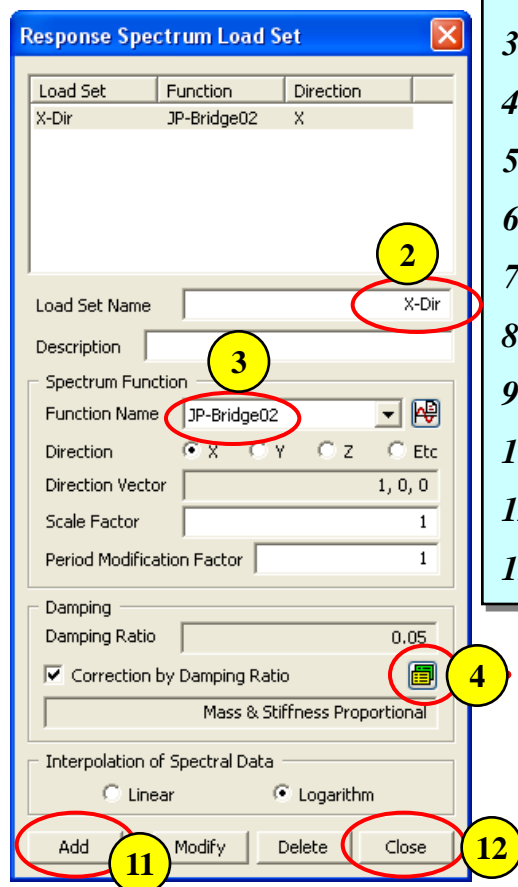 Response Spectrum Load Set
Load Set Function Direction
X-Dir JP-Bridge02 X
2
Load Set Name X-Dir
Description
3
Spectrum Function
Function Name JP-Bridge02
Direction X Y Z Etc
Direction Vector 1, 0, 0
Scale Factor 1
Period Modification Factor 1
Damping
Damping Ratio 0.05
Correction by Damping Ratio 4
Mass & Stiffness Proportional
Interpolation of Spectral Data
Linear Logarithm
Add 11 Modify Delete Close 12
3
4
5
6
7
8
9
1
1
1